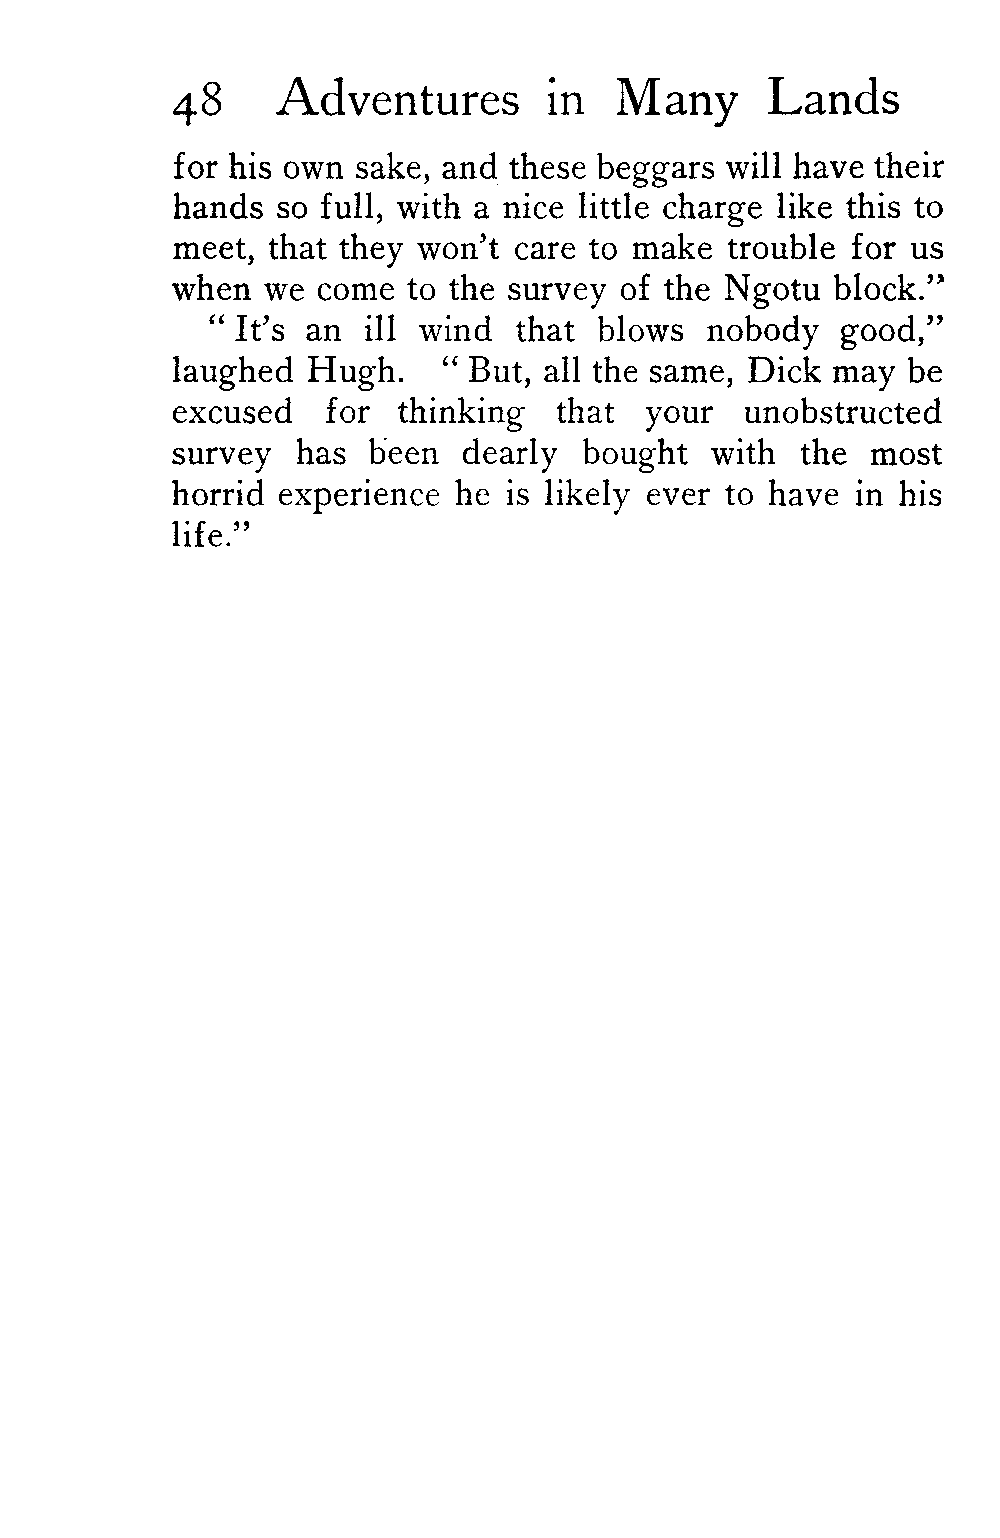 48 Adventures in Many Lands
for his own sake, and these beggars will have their
hands so full, with a nice little charge like this to
meet, that they won’t care to make trouble for us
when we come to the survey of the Ngotu block.”
“ It’s an ill wind that blows nobody good,”
laughed Hugh. “ But, all the same, Dick may be
excused for thinking that your unobstructed
survey has been dearly bought with the most
horrid experience he is likely ever to have in his
life.”